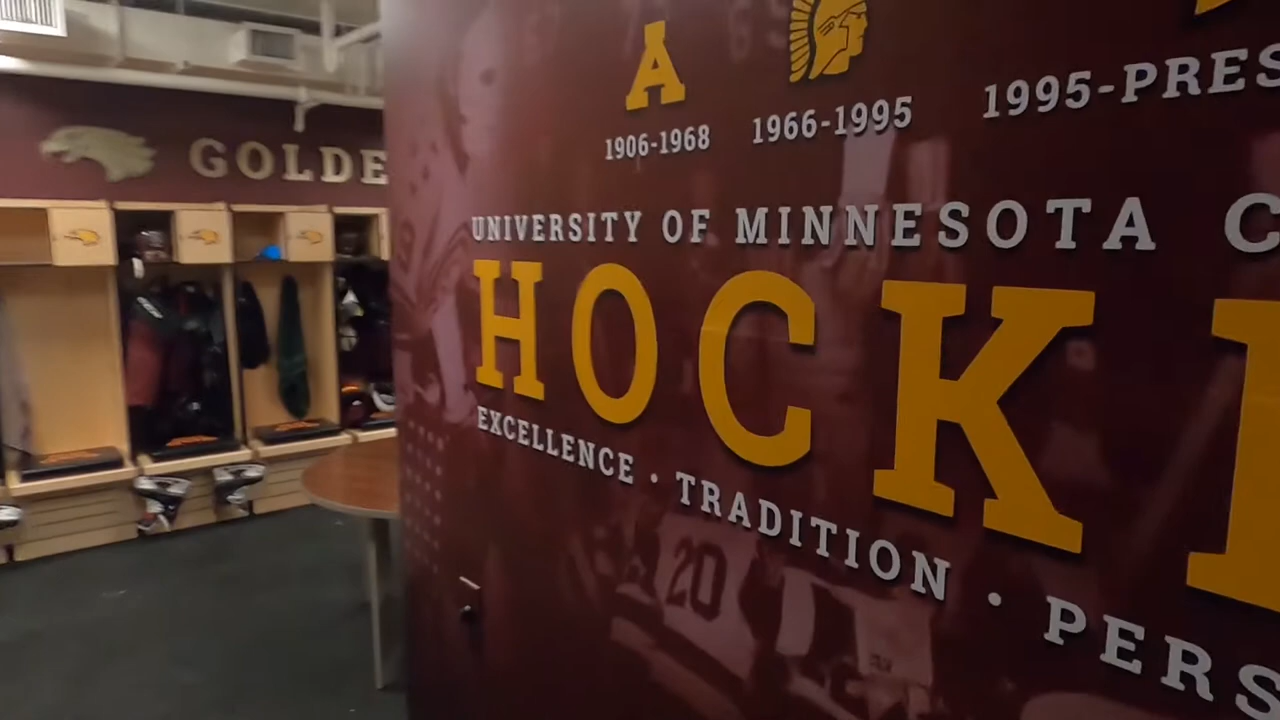 A
1906-1968 1966-1995 1995-PRES
GOLDE
UNIVERSITY OF MINNESOTA C
HOCK
EXCELLENCE · TRADITION · PERS
20